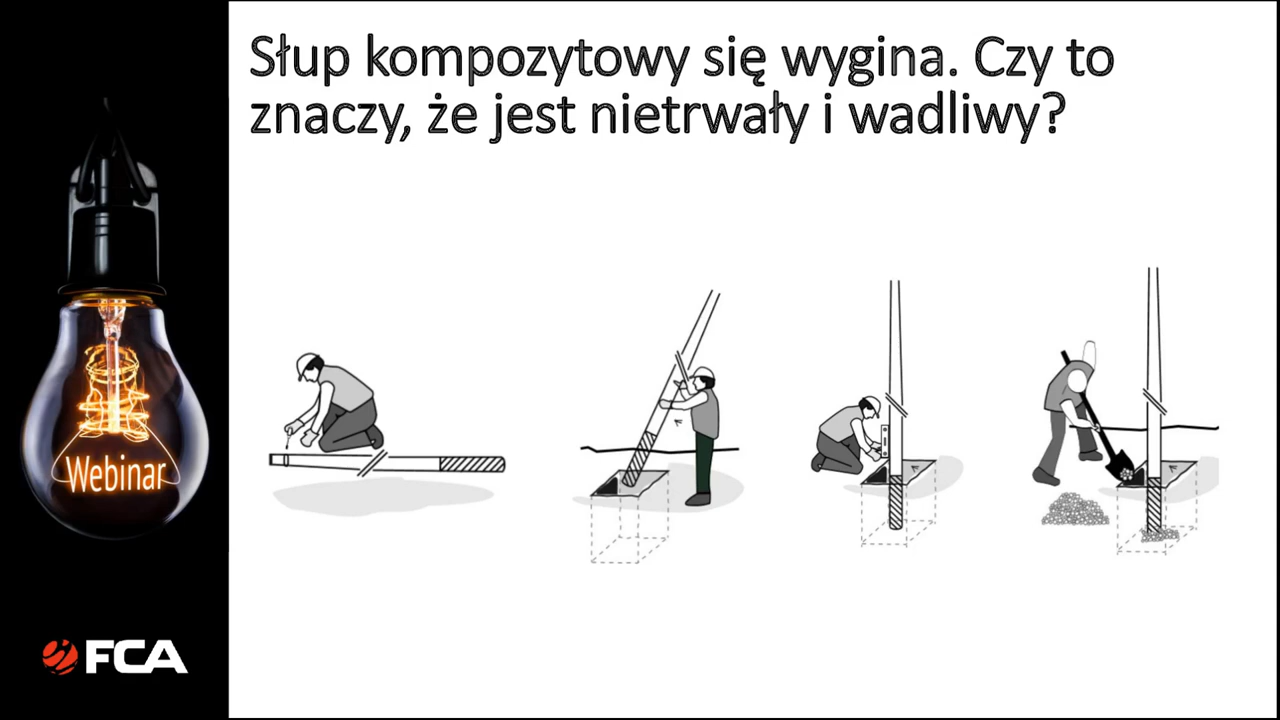 Słup kompozytowy się wygina. Czy to
znaczy, że jest nietrwały i wadliwy?
Webinar
FCA